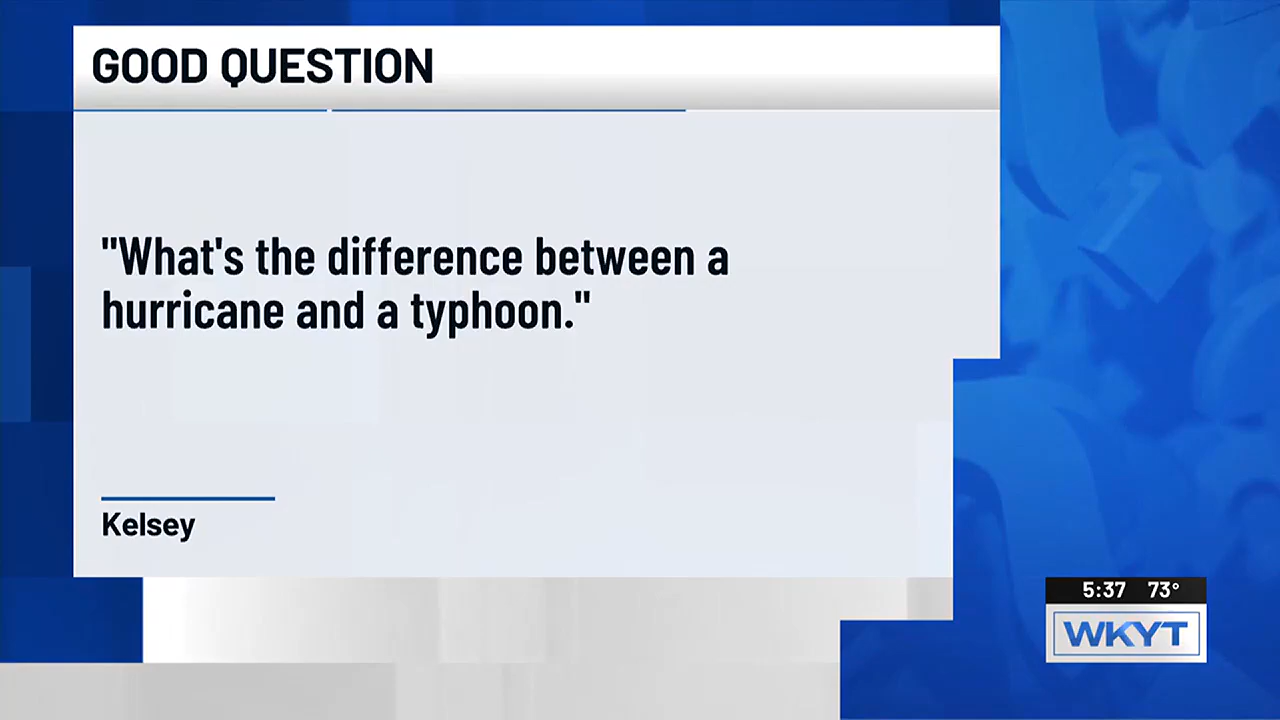 GOOD QUESTION
"What's the difference between a
hurricane and a typhoon."
Kelsey
5:37 73°
WKYT